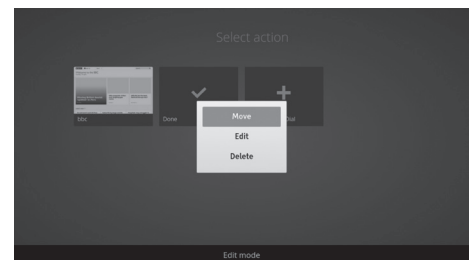 Select action
bbc
Done
Dial
Move
Edit
Delete
Edit mode